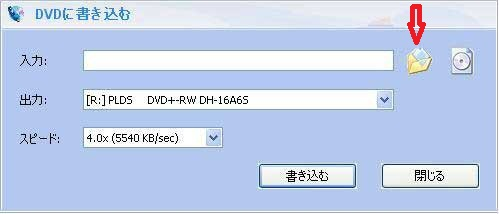 DVDに書き込む
入力:
出力: [R:] PLDS DVD+-RW DH-16A6S
スピード: 4.0x (5540 KB/sec)
書き込む 閉じる